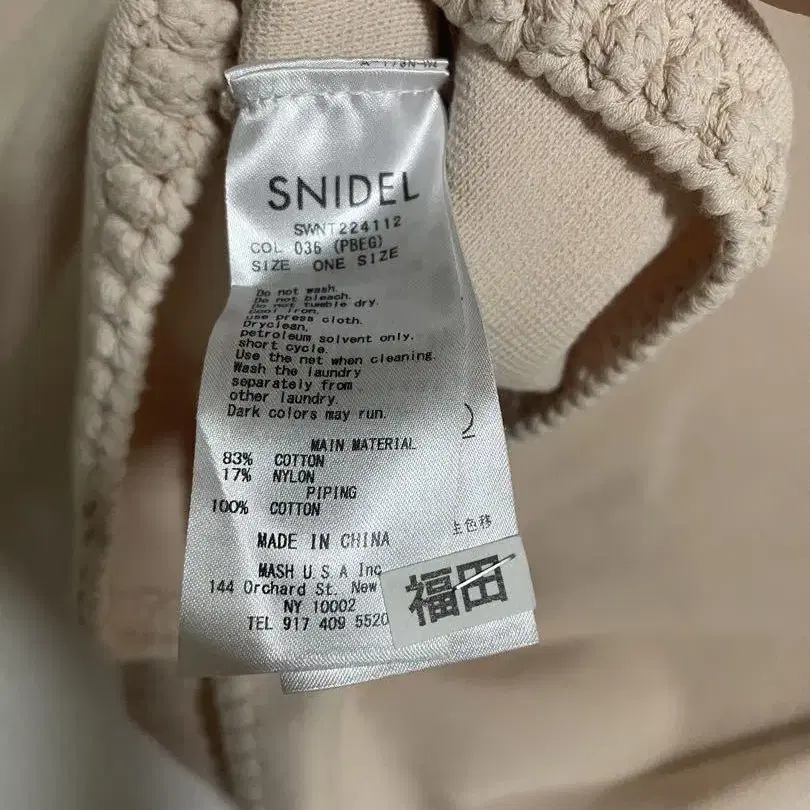 SNIDEL
SWNT224112
COL 036 (PBEG)
SIZE ONE SIZE
Do not wash.
Do not bleach.
Do not tumble dry.
Cool iron,
use press cloth.
Dryclean,
petroleum solvent only.
short cycle.
Use the net when cleaning.
Wash the laundry
separately from
other laundry.
Dark colors may run.
MAIN MATERIAL
83% COTTON
17% NYLON
PIPING
100% COTTON
MADE IN CHINA
主色移
MASH U S A Inc
144 Orchard St. New
NY 10002
TEL 917 409 5520
福田